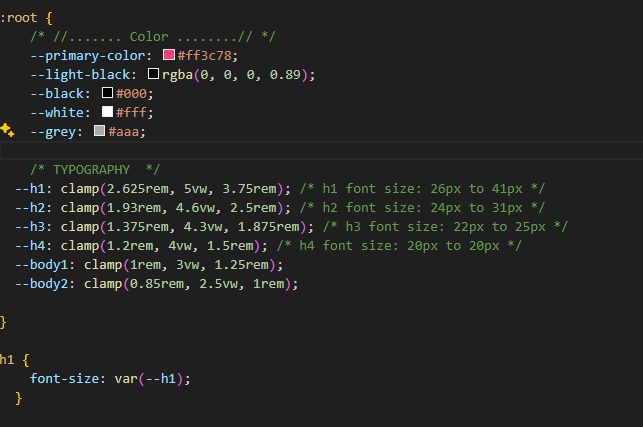 :root {
/* //....... Color ........// */
--primary-color: #ff3c78;
--light-black: rgba(0, 0, 0, 0.89);
--black: #000;
--white: #fff;
--grey: #aaa;
/* TYPOGRAPHY  */
--h1: clamp(2.625rem, 5vw, 3.75rem); /* h1 font size: 26px to 41px */
--h2: clamp(1.93rem, 4.6vw, 2.5rem); /* h2 font size: 24px to 31px */
--h3: clamp(1.375rem, 4.3vw, 1.875rem); /* h3 font size: 22px to 25px */
--h4: clamp(1.2rem, 4vw, 1.5rem); /* h4 font size: 20px to 20px */
--body1: clamp(1rem, 3vw, 1.25rem);
--body2: clamp(0.85rem, 2.5vw, 1rem);
}
h1 {
font-size: var(--h1);
}